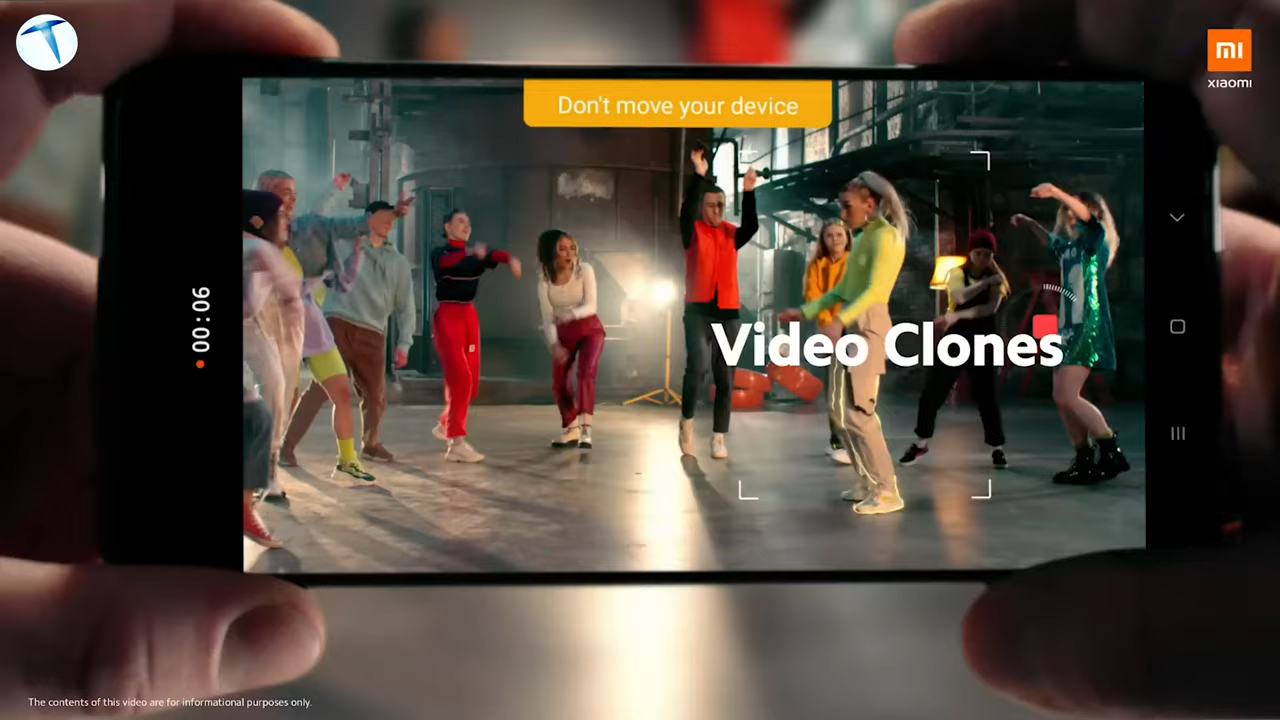 Don't move your device
xiaomi
00:06
Video Clones
The contents of this video are for informational purposes only.